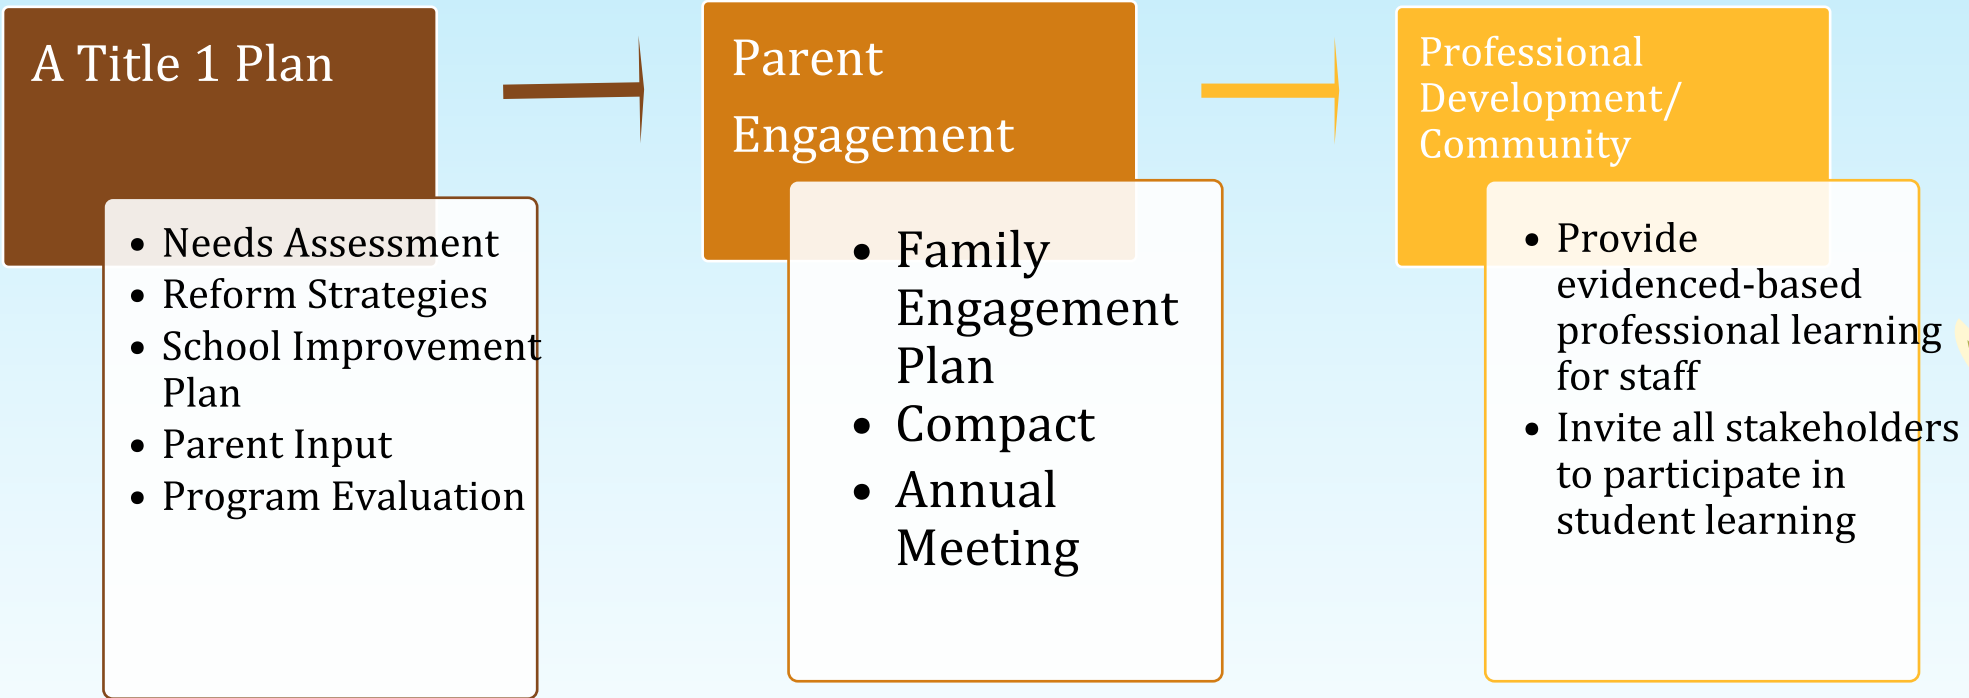 A Title 1 Plan
• Needs Assessment
• Reform Strategies
• School Improvement
Plan
• Parent Input
• Program Evaluation
Parent
Engagement
• Family
Engagement
Plan
• Compact
• Annual
Meeting
Professional
Development/
Community
• Provide
evidenced-based
professional learning
for staff
• Invite all stakeholders
to participate in
student learning